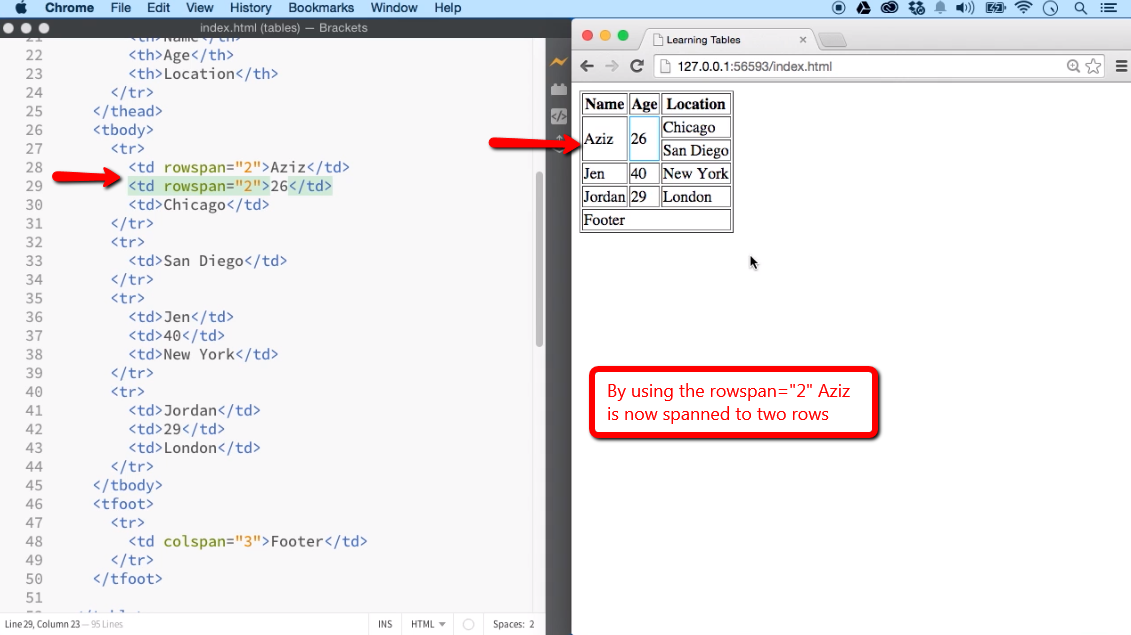 Chrome File Edit View History Bookmarks Window Help
index.html (tables) — Brackets
22 <th>Age</th>
23 <th>Location</th>
24 </tr>
25 </thead>
26 <tbody>
27 <tr>
28 <td rowspan="2">Aziz</td>
29 <td rowspan="2">26</td>
30 <td>Chicago</td>
31 </tr>
32 <tr>
33 <td>San Diego</td>
34 </tr>
35 <tr>
36 <td>Jen</td>
37 <td>40</td>
38 <td>New York</td>
39 </tr>
40 <tr>
41 <td>Jordan</td>
42 <td>29</td>
43 <td>London</td>
44 </tr>
45 </tbody>
46 <tfoot>
47 <tr>
48 <td colspan="3">Footer</td>
49 </tr>
50 </tfoot>
51
Line 29, Column 23 — 95 Lines
INS HTML Spaces: 2
Learning Tables
127.0.0.1:56593/index.html
Name Age Location
Aziz 26 Chicago
San Diego
Jen 40 New York
Jordan 29 London
Footer
By using the rowspan="2" Aziz
is now spanned to two rows